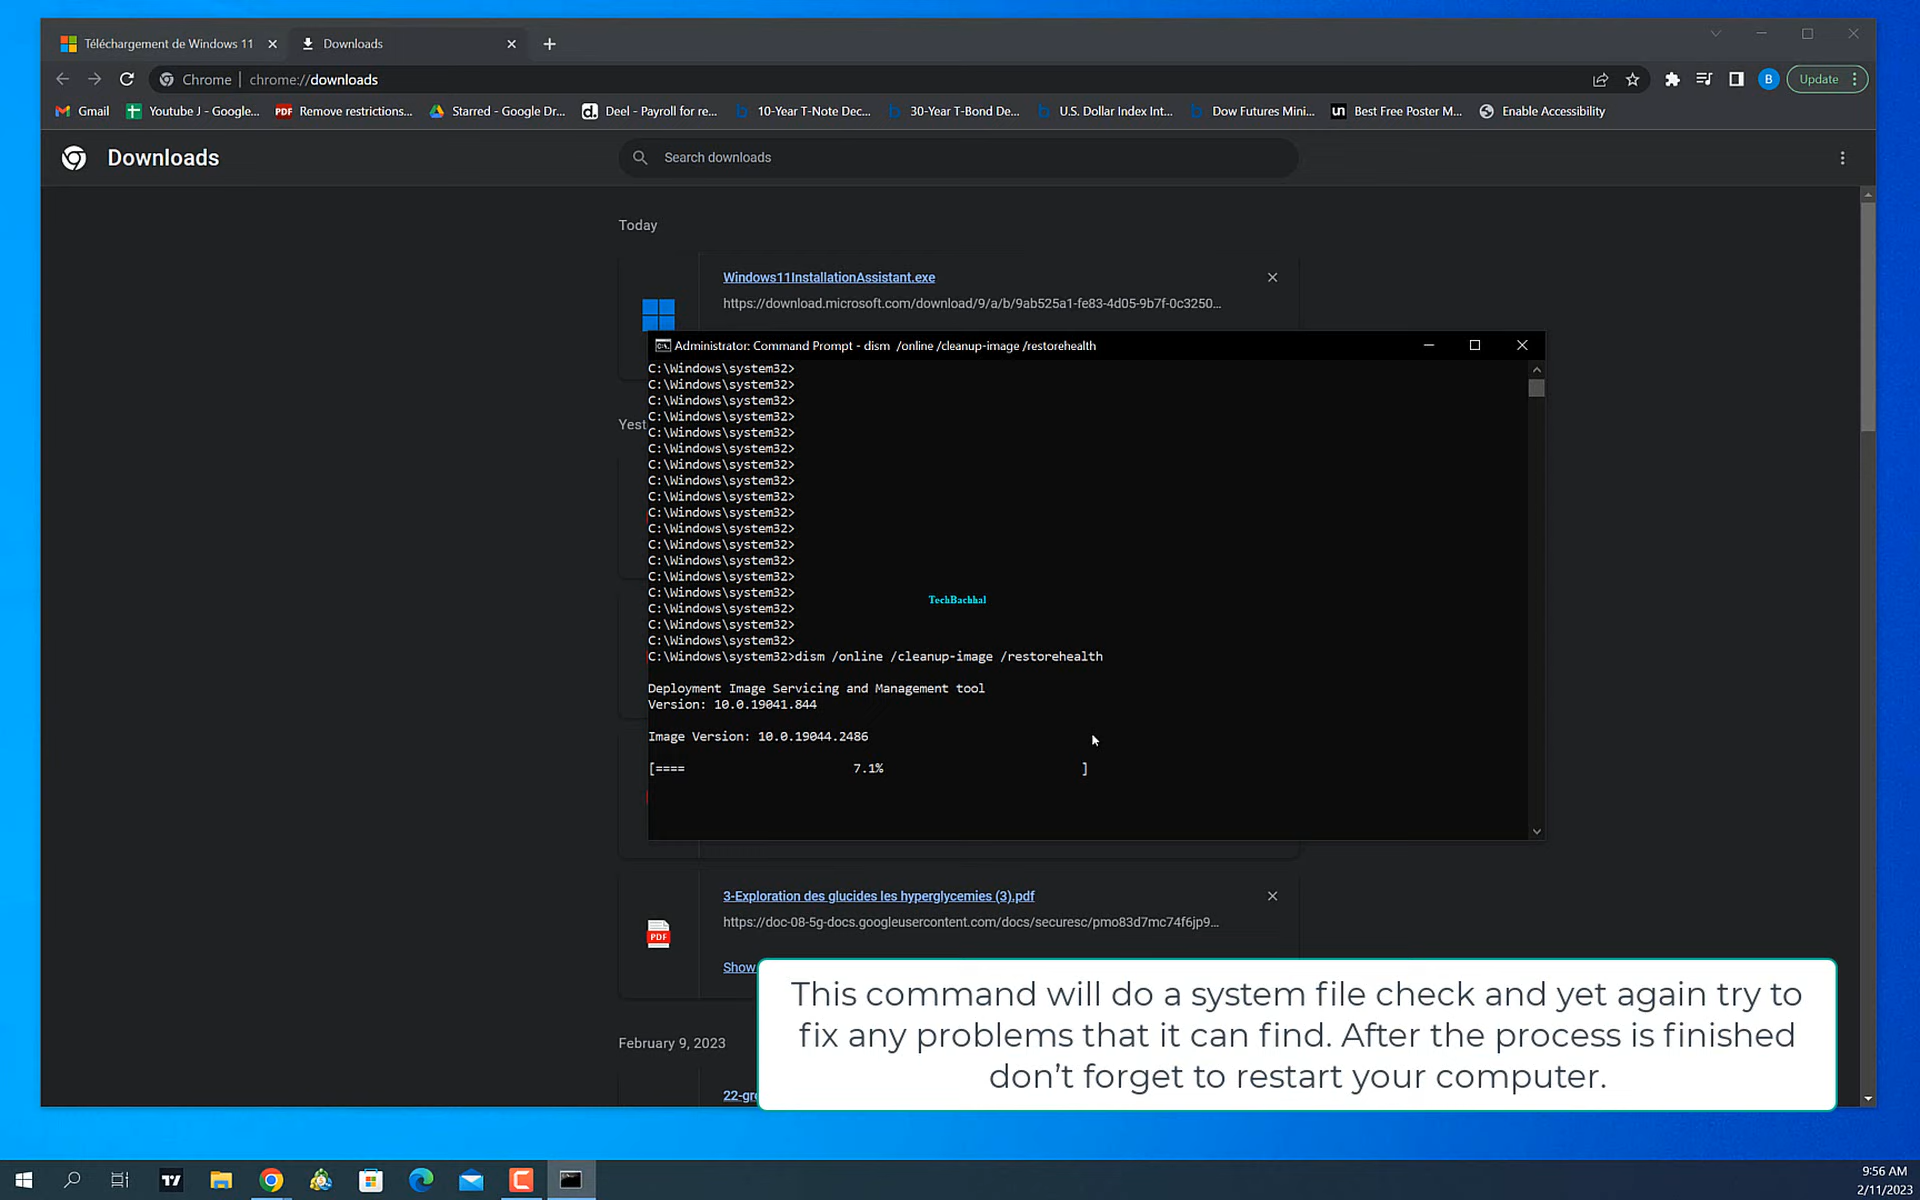 Téléchargement de Windows 11
Downloads
Chrome | chrome://downloads
B
Update
Gmail
Youtube J - Google...
PDF Remove restrictions...
Starred - Google Dr...
d. Deel - Payroll for re...
b 10-Year T-Note Dec...
b 30-Year T-Bond De...
b U.S. Dollar Index Int...
b Dow Futures Mini...
un Best Free Poster M...
Enable Accessibility
Downloads
Search downloads
Today
Windows11InstallationAssistant.exe
https://download.microsoft.com/download/9/a/b/9ab525a1-fe83-4d05-9b7f-0c3250...
Administrator: Command Prompt - dism /online /cleanup-image /restorehealth
C:\Windows\system32>
C:\Windows\system32>
C:\Windows\system32>
C:\Windows\system32>
Yest
C:\Windows\system32>
C:\Windows\system32>
C:\Windows\system32>
C:\Windows\system32>
C:\Windows\system32>
C:\Windows\system32>
C:\Windows\system32>
C:\Windows\system32>
C:\Windows\system32>
C:\Windows\system32>
C:\Windows\system32>
TechBachhal
C:\Windows\system32>
C:\Windows\system32>
C:\Windows\system32>
C:\Windows\system32>dism /online /cleanup-image /restorehealth
Deployment Image Servicing and Management tool
Version: 10.0.19041.844
Image Version: 10.0.19044.2486
[==== 7.1% ]
3-Exploration des glucides les hyperglycemies (3).pdf
https://doc-08-5g-docs.googleusercontent.com/docs/securesc/pmo83d7mc74f6jp9...
PDF
Show
This command will do a system file check and yet again try to
fix any problems that it can find. After the process is finished
don't forget to restart your computer.
February 9, 2023
22-gr
9:56 AM
2/11/2023